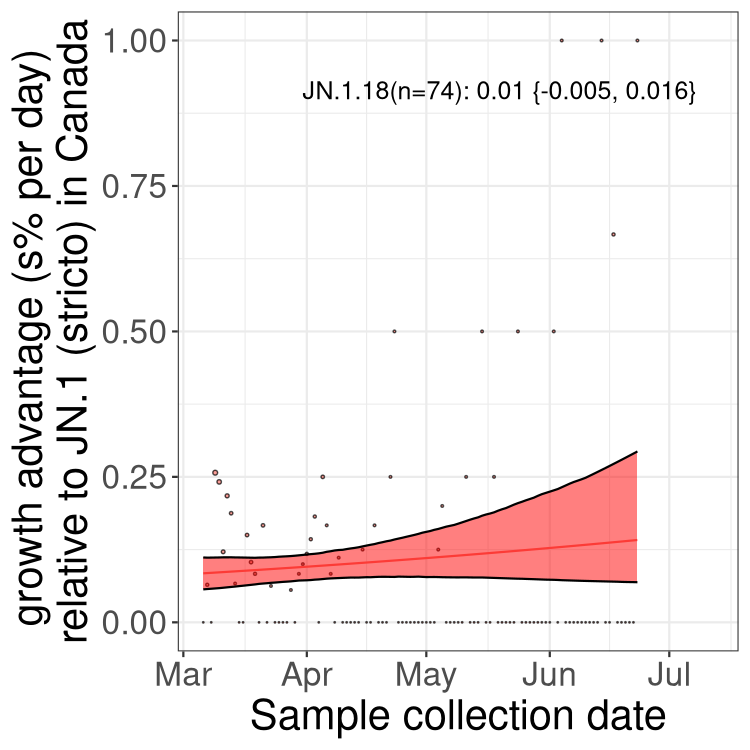 growth advantage (s% per day)
relative to JN.1 (stricto) in Canada
1.00
0.75
0.50
0.25
0.00
JN.1.18(n=74): 0.01 {-0.005, 0.016}
Mar Apr May Jun Jul
Sample collection date